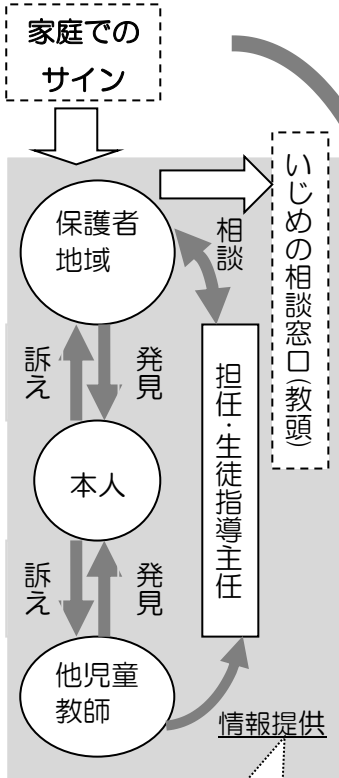 家庭での
サイン
保護者
地域
相談
いじめの相談窓口(教頭)
訴え
発見
担任・生徒指導主任
本人
訴え
発見
他児童
教師
情報提供